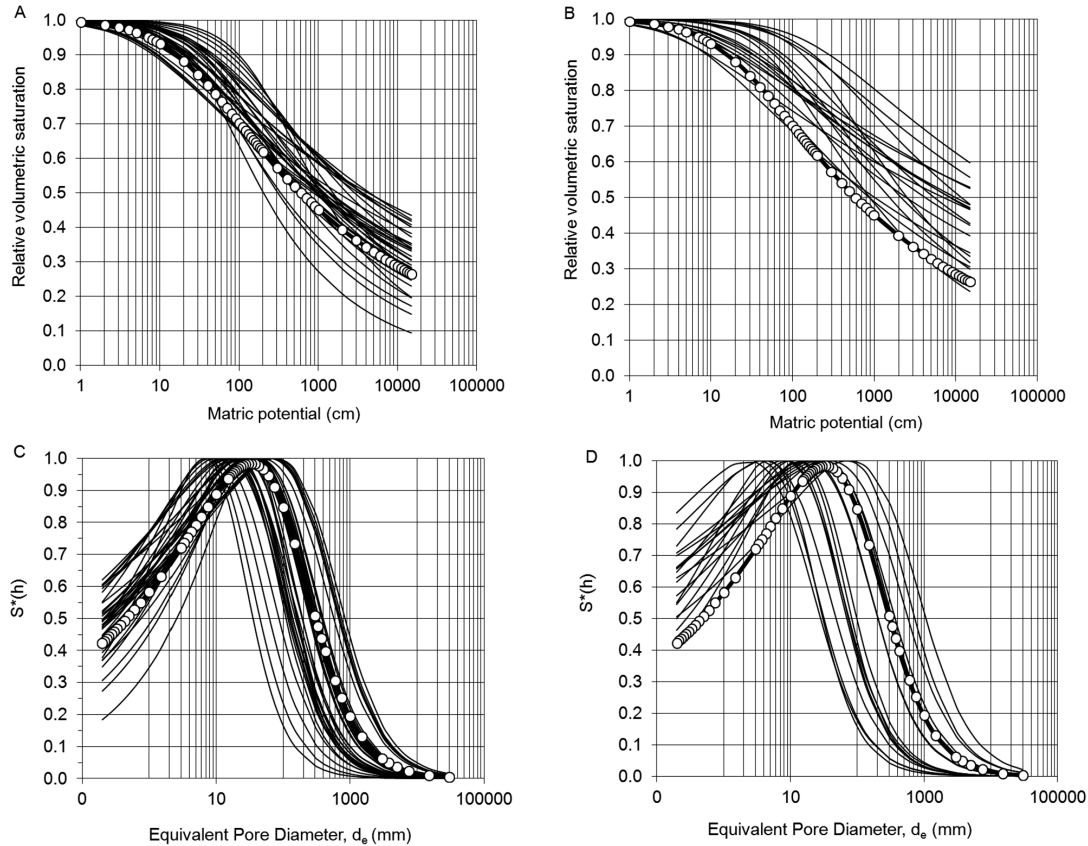 A
Relative volumetric saturation
1.0
0.9
0.8
0.7
0.6
0.5
0.4
0.3
0.2
0.1
0.0
1 10 100 1000 10000 100000
Matric potential (cm)
B
Relative volumetric saturation
1.0
0.9
0.8
0.7
0.6
0.5
0.4
0.3
0.2
0.1
0.0
1 10 100 1000 10000 100000
Matric potential (cm)
C
S*(h)
1.0
0.9
0.8
0.7
0.6
0.5
0.4
0.3
0.2
0.1
0.0
0 10 1000 100000
Equivalent Pore Diameter, de (mm)
D
S*(h)
1.0
0.9
0.8
0.7
0.6
0.5
0.4
0.3
0.2
0.1
0.0
0 10 1000 100000
Equivalent Pore Diameter, de (mm)